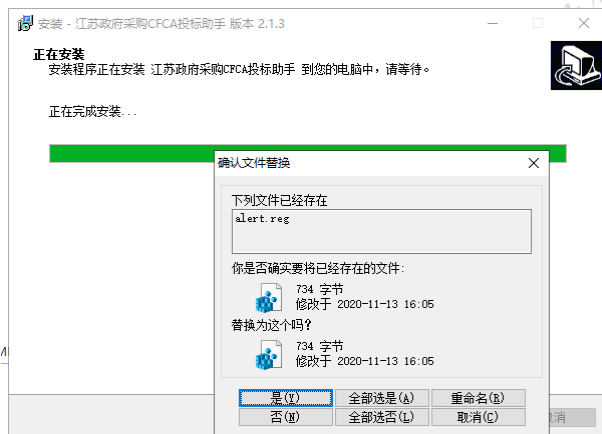 安装 - 江苏政府采购CFCA投标助手 版本 2.1.3
正在安装
安装程序正在安装 江苏政府采购CFCA投标助手 到您的电脑中，请等待。
正在完成安装...
确认文件替换
下列文件已经存在
alert.reg
你是否确实要将已经存在的文件:
734 字节
修改于 2020-11-13 16:05
替换为这个吗?
734 字节
修改于 2020-11-13 16:05
是(Y) 全部选是(A) 重命名(R)
否(N) 全部选否(L) 取消(C)
取消